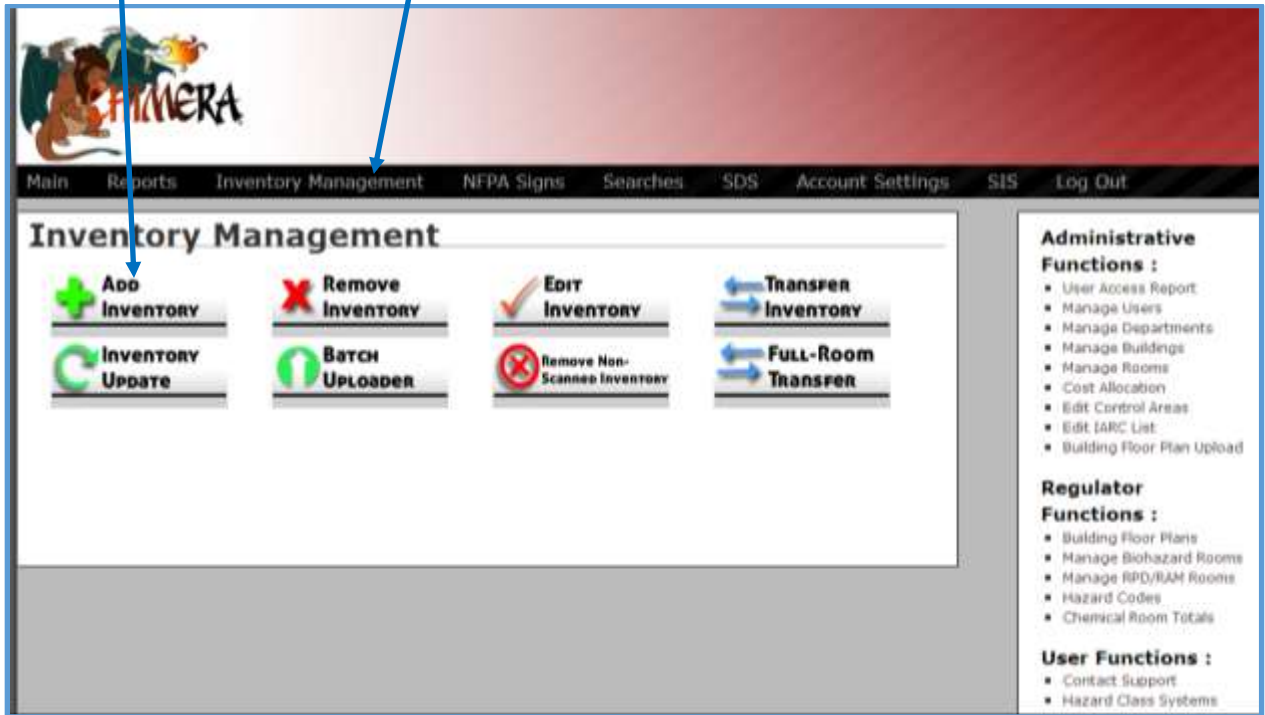 CHIMERA
Main Reports Inventory Management NFPA Signs Searches SDS Account Settings SIS Log Out
Inventory Management
Add Inventory
Remove Inventory
Edit Inventory
Transfer Inventory
Inventory Update
Batch Uploader
Remove Non-Scanned Inventory
Full-Room Transfer
Administrative
Functions :
User Access Report
Manage Users
Manage Departments
Manage Buildings
Manage Rooms
Cost Allocation
Edit Control Areas
Edit IARC List
Building Floor Plan Upload
Regulator
Functions :
Building Floor Plans
Manage Biohazard Rooms
Manage RPD/RAM Rooms
Hazard Codes
Chemical Room Totals
User Functions :
Contact Support
Hazard Class Systems